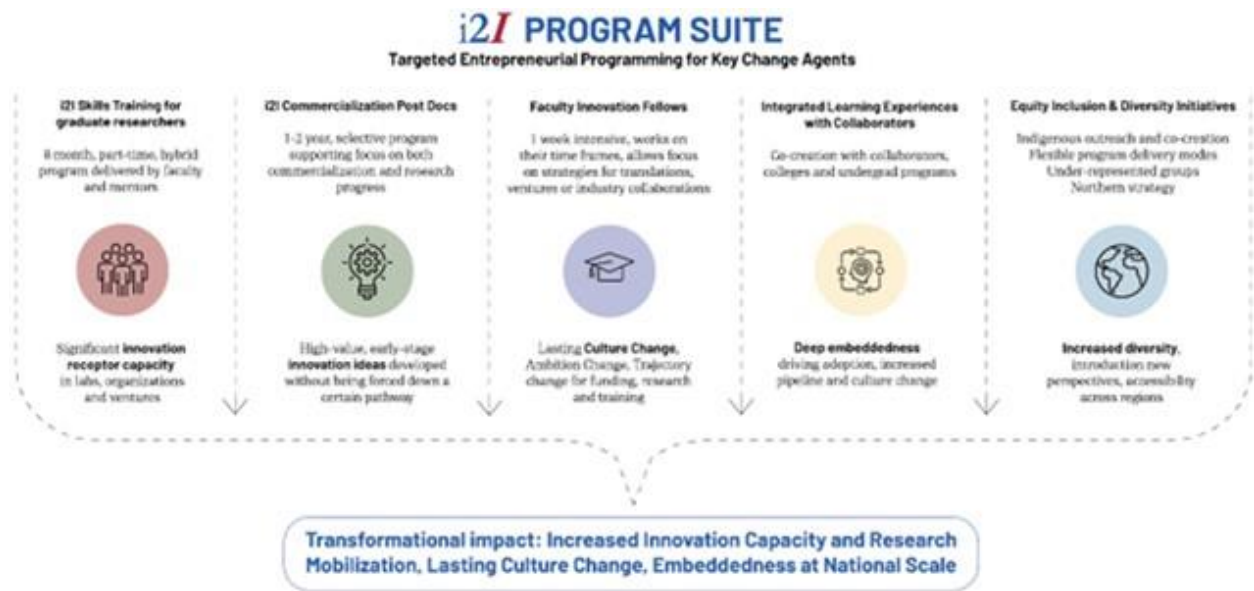 i2I PROGRAM SUITE
Targeted Entrepreneurial Programming for Key Change Agents
i2I Skills Training for
graduate researchers
8 month, part-time, hybrid
program delivered by faculty
and mentors
Significant innovation
receptor capacity
in labs, organizations
and ventures
i2I Commercialization Post Docs
1-2 year, selective program
supporting focus on both
commercialization and research
progress
High-value, early-stage
innovation ideas developed
without being forced down a
certain pathway
Faculty Innovation Fellows
1 week intensive, works on
their time frames, allows focus
on strategies for translations,
ventures or industry collaborations
Lasting Culture Change,
Ambition Change, Trajectory
change for funding, research
and training
Integrated Learning Experiences
with Collaborators
Co-creation with collaborators,
colleges and undergrad programs
Deep embeddedness
driving adoption, increased
pipeline and culture change
Equity Inclusion & Diversity Initiatives
Indigenous outreach and co-creation
Flexible program delivery modes
Under-represented groups
Northern strategy
Increased diversity,
introduction new
perspectives, accessibility
across regions
Transformational impact: Increased Innovation Capacity and Research
Mobilization, Lasting Culture Change, Embeddedness at National Scale